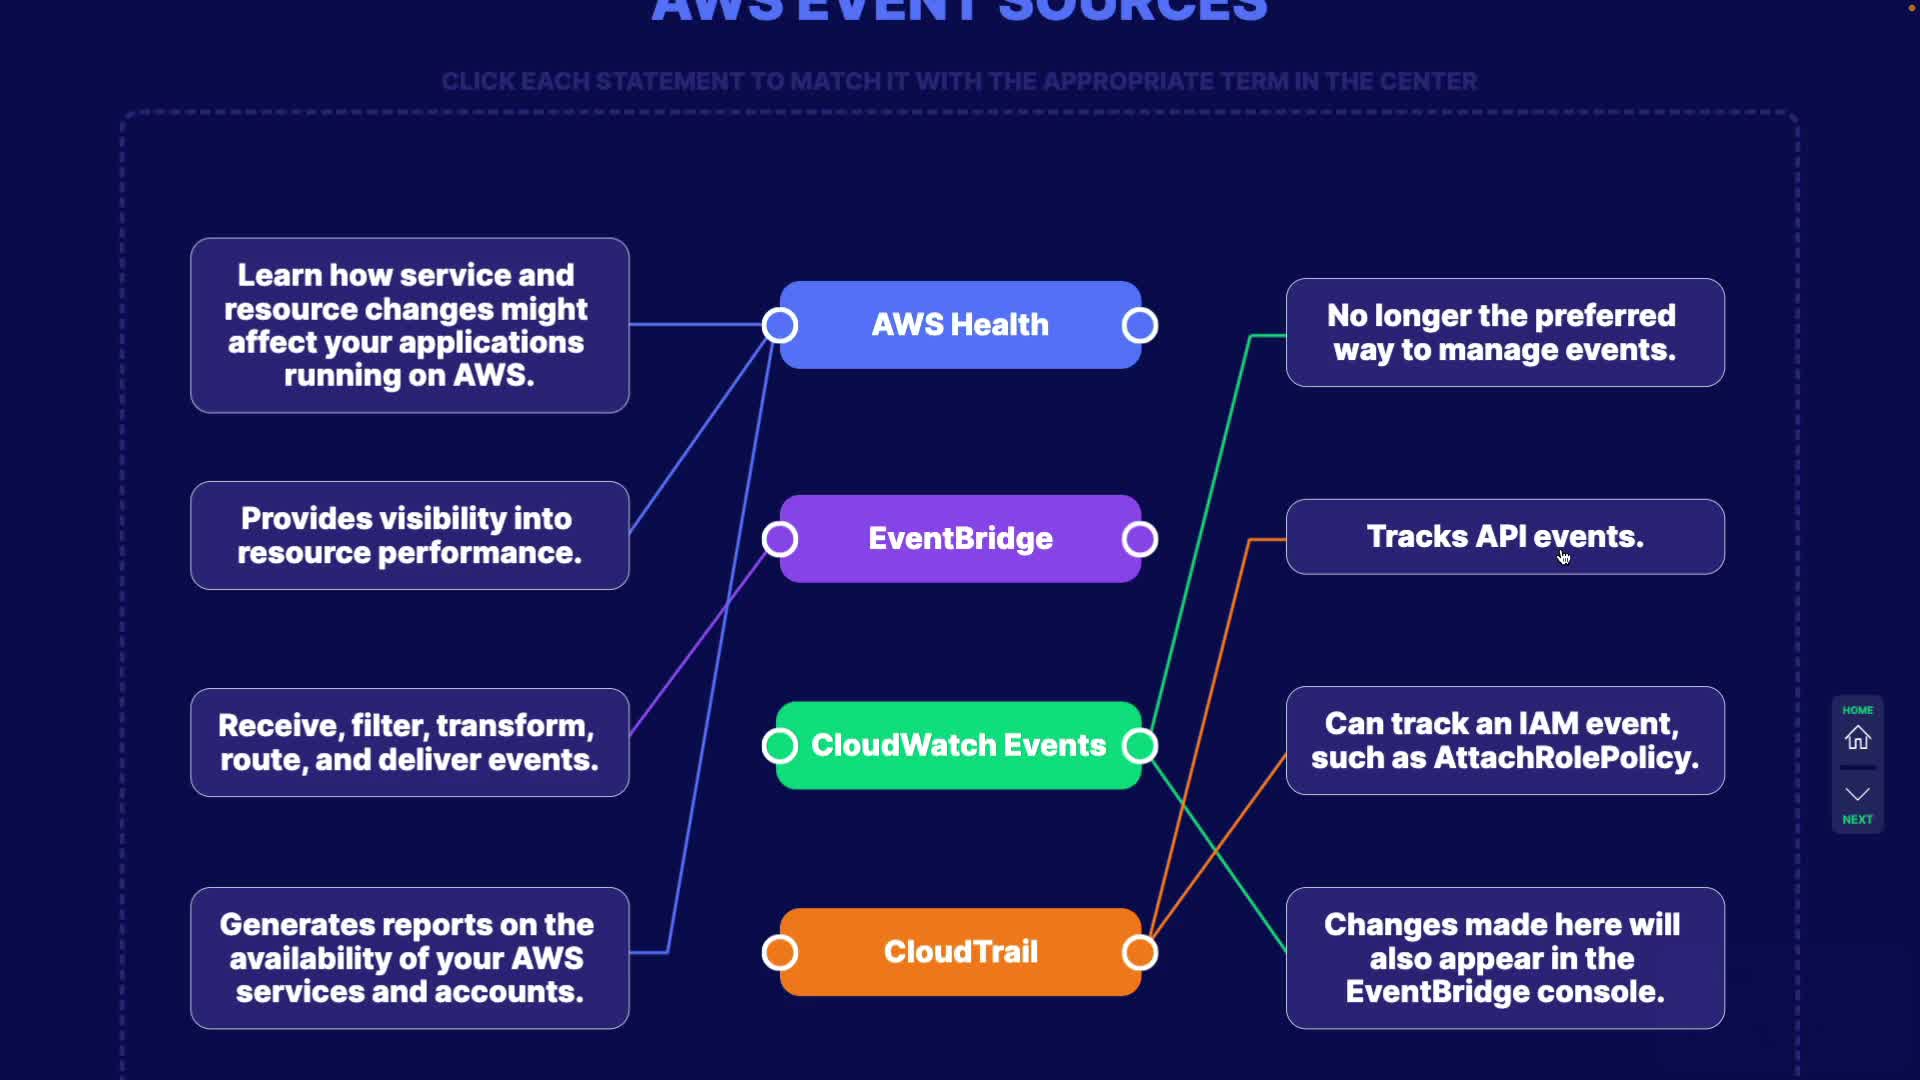 AWS EVENT SOURCES
CLICK EACH STATEMENT TO MATCH IT WITH THE APPROPRIATE TERM IN THE CENTER
Learn how service and
resource changes might
affect your applications
running on AWS.
Provides visibility into
resource performance.
Receive, filter, transform,
route, and deliver events.
Generates reports on the
availability of your AWS
services and accounts.
AWS Health
EventBridge
CloudWatch Events
CloudTrail
No longer the preferred
way to manage events.
Tracks API events.
Can track an IAM event,
such as AttachRolePolicy.
Changes made here will
also appear in the
EventBridge console.
HOME
NEXT